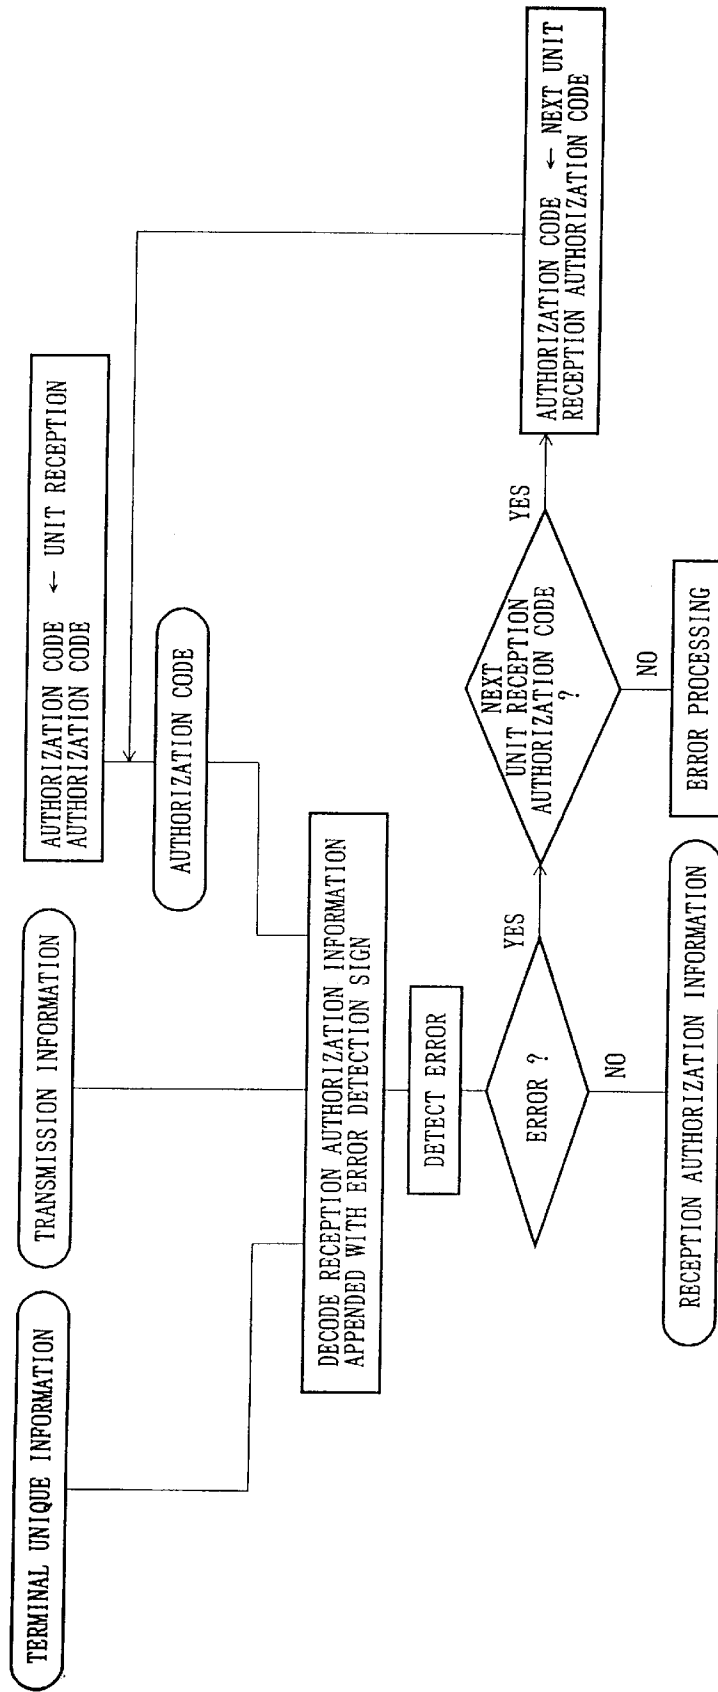 TERMINAL UNIQUE INFORMATION
TRANSMISSION INFORMATION
AUTHORIZATION CODE ← UNIT RECEPTION
AUTHORIZATION CODE
AUTHORIZATION CODE
DECODE RECEPTION AUTHORIZATION INFORMATION
APPENDED WITH ERROR DETECTION SIGN
DETECT ERROR
ERROR ?
YES
NO
RECEPTION AUTHORIZATION INFORMATION
NEXT
UNIT RECEPTION
AUTHORIZATION CODE
?
YES
NO
ERROR PROCESSING
AUTHORIZATION CODE ← NEXT UNIT
RECEPTION AUTHORIZATION CODE